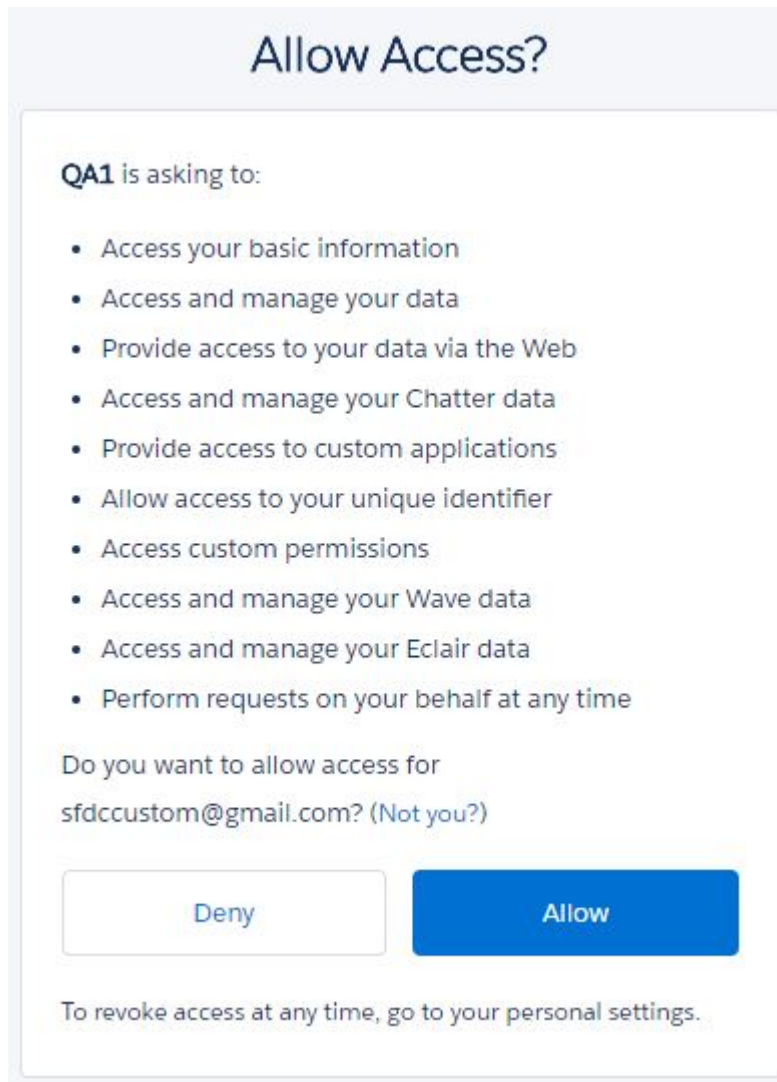 Allow Access?
QA1 is asking to:
• Access your basic information
• Access and manage your data
• Provide access to your data via the Web
• Access and manage your Chatter data
• Provide access to custom applications
• Allow access to your unique identifier
• Access custom permissions
• Access and manage your Wave data
• Access and manage your Eclair data
• Perform requests on your behalf at any time
Do you want to allow access for
sfdccustom@gmail.com? (Not you?)
Deny
Allow
To revoke access at any time, go to your personal settings.